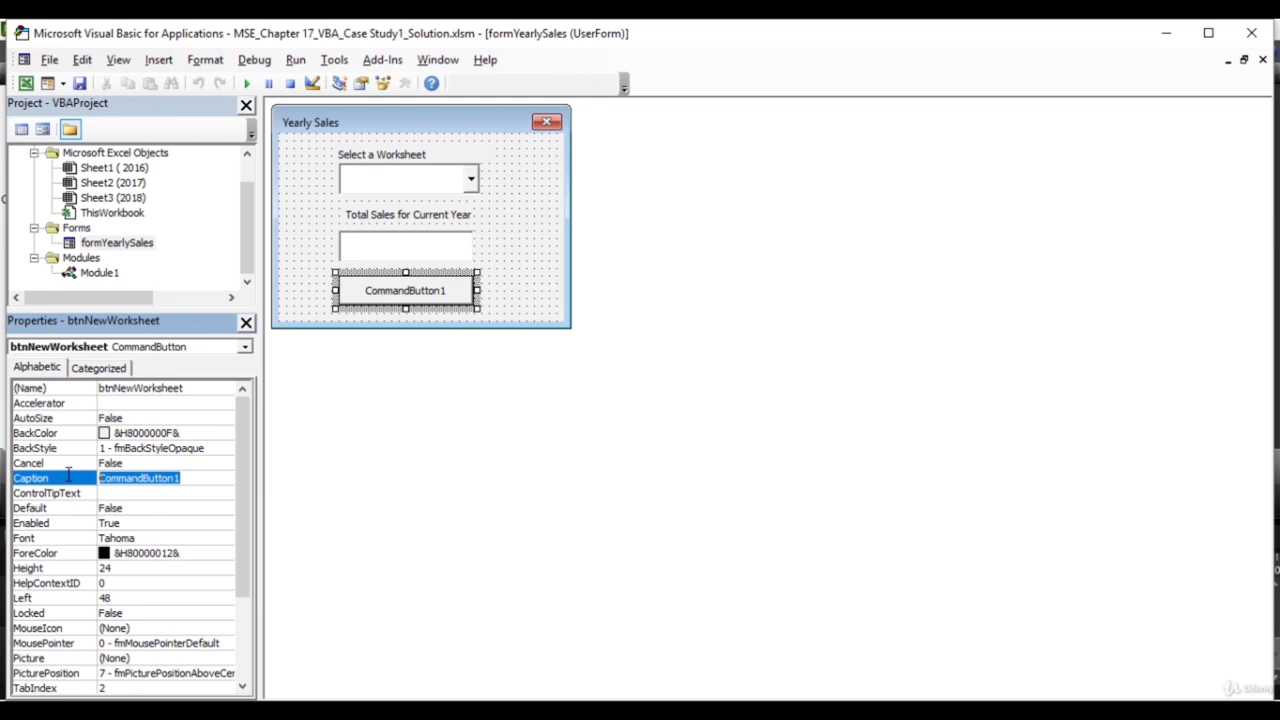 Microsoft Visual Basic for Applications - MSE_Chapter 17_VBA_Case Study1_Solution.xlsm - [formYearlySales (UserForm)]
File Edit View Insert Format Debug Run Tools Add-Ins Window Help
Project - VBAProject
Microsoft Excel Objects
Sheet1 ( 2016)
Sheet2 (2017)
Sheet3 (2018)
ThisWorkbook
Forms
formYearlySales
Modules
Module1
Properties - btnNewWorksheet
btnNewWorksheet CommandButton
Alphabetic Categorized
(Name) btnNewWorksheet
Accelerator
AutoSize False
BackColor &H8000000F&
BackStyle 1 - fmBackStyleOpaque
Cancel False
Caption CommandButton1
ControlTipText
Default False
Enabled True
Font Tahoma
ForeColor &H80000012&
Height 24
HelpContextID 0
Left 48
Locked False
MouseIcon (None)
MousePointer 0 - fmMousePointerDefault
Picture (None)
PicturePosition 7 - fmPicturePositionAboveCer
TabIndex 2
Yearly Sales
Select a Worksheet
Total Sales for Current Year
CommandButton1
Udemy